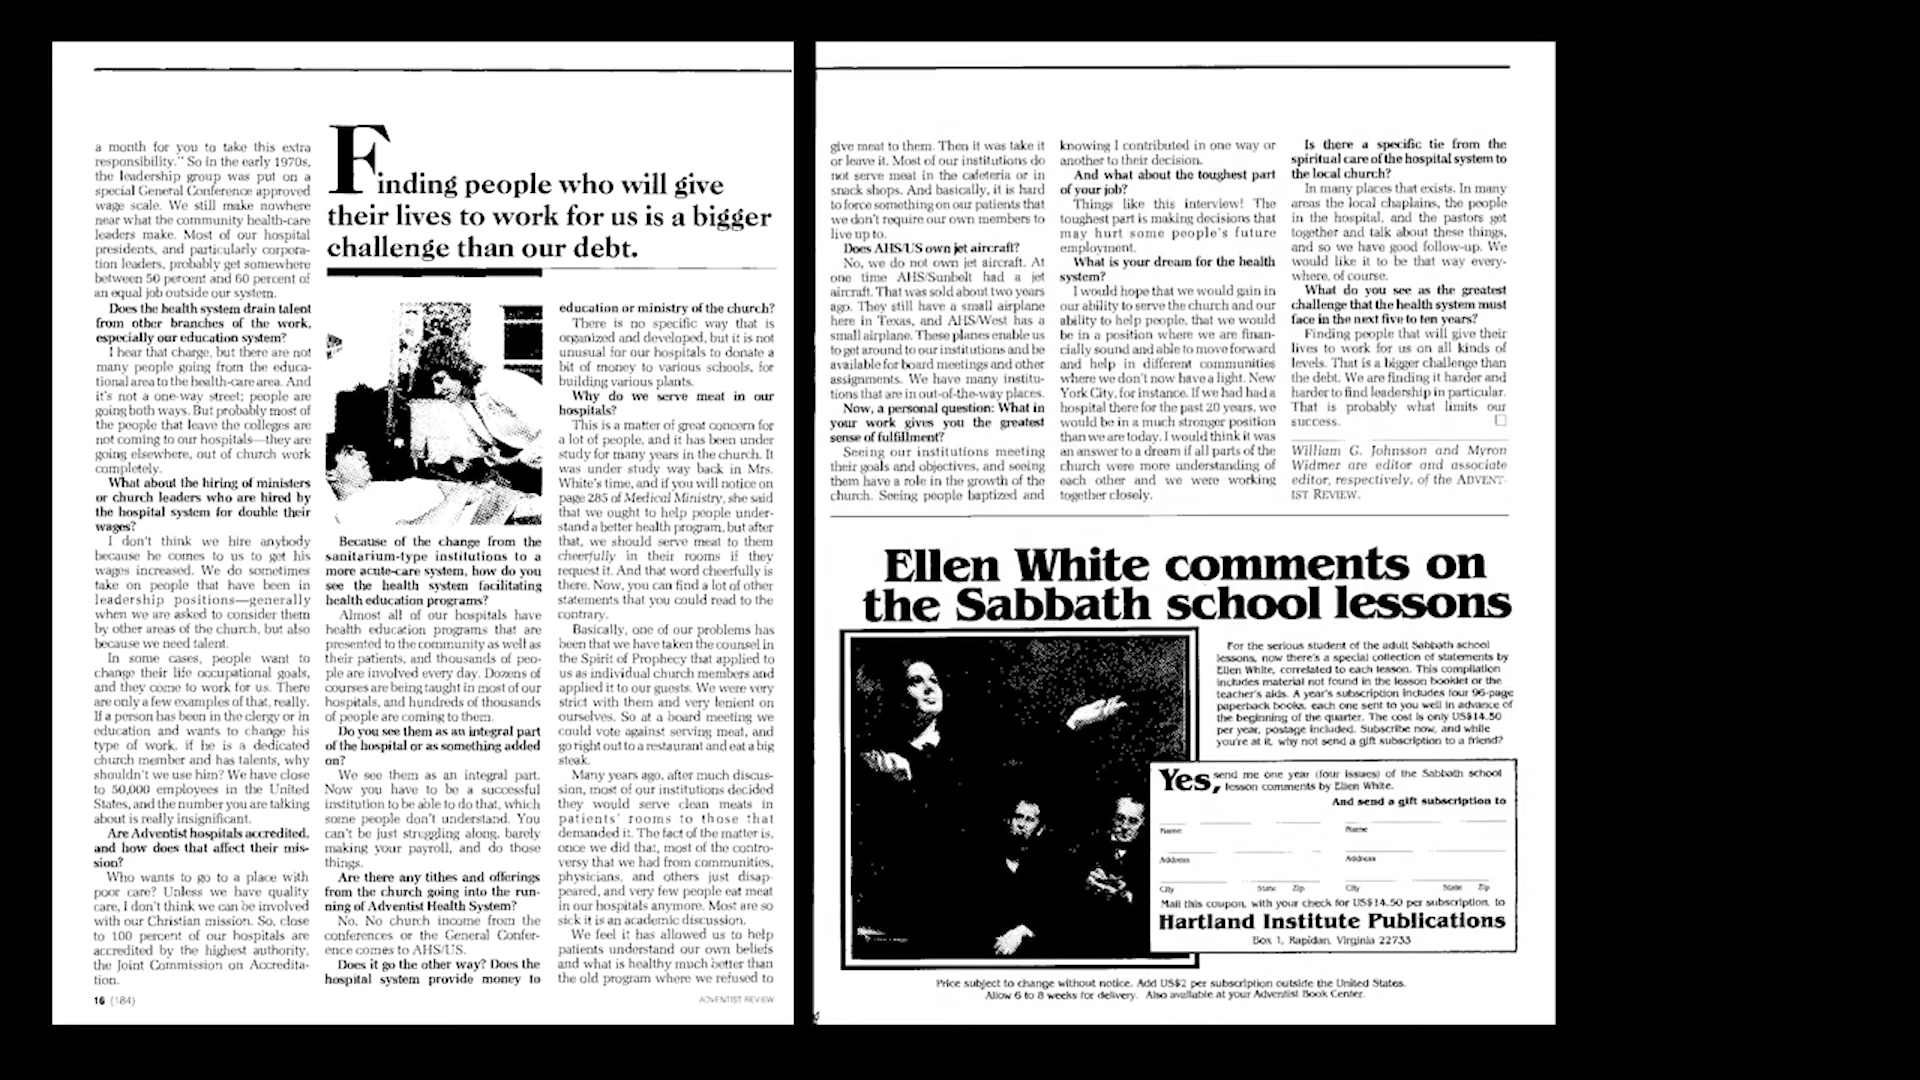 a month for you to take this extra
responsibility." So in the early 1970s,
the leadership group was put on a
special General Conference approved
wage scale. We still make nowhere
near what the community health-care
leaders make. Most of our hospital
presidents, and particularly corpora-
tion leaders, probably get somewhere
between 50 percent and 60 percent of
an equal job outside our system.
Does the health system drain talent
from other branches of the work,
especially our education system?
I hear that charge, but there are not
many people going from the educa-
tional area to the health-care area. And
it's not a one-way street; people are
going both ways. But probably most of
the people that leave the colleges are
not coming to our hospitals—they are
going elsewhere, out of church work
completely.
What about the hiring of ministers
or church leaders who are hired by
the hospital system for double their
wages?
I don't think we hire anybody
because he comes to us to get his
wages increased. We do sometimes
take on people that have been in
leadership positions—generally
when we are asked to consider them
by other areas of the church, but also
because we need talent.
In some cases, people want to
change their life occupational goals,
and they come to work for us. There
are only a few examples of that, really.
If a person has been in the clergy or in
education and wants to change his
type of work, if he is a dedicated
church member and has talents, why
shouldn't we use him? We have close
to 50,000 employees in the United
States, and the number you are talking
about is really insignificant.
Are Adventist hospitals accredited,
and how does that affect their mis-
sion?
Who wants to go to a place with
poor care? Unless we have quality
care, I don't think we can be involved
with our Christian mission. So, close
to 100 percent of our hospitals are
accredited by the highest authority,
the Joint Commission on Accredita-
tion.
16 (184)
Finding people who will give
their lives to work for us is a bigger
challenge than our debt.
Because of the change from the
sanitarium-type institutions to a
more acute-care system, how do you
see the health system facilitating
health education programs?
Almost all of our hospitals have
health education programs that are
presented to the community as well as
their patients, and thousands of peo-
ple are involved every day. Dozens of
courses are being taught in most of our
hospitals, and hundreds of thousands
of people are coming to them.
Do you see them as an integral part
of the hospital or as something added
on?
We see them as an integral part.
Now you have to be a successful
institution to be able to do that, which
some people don't understand. You
can't be just struggling along, barely
making your payroll, and do those
things.
Are there any tithes and offerings
from the church going into the run-
ning of Adventist Health System?
No. No church income from the
conferences or the General Confer-
ence comes to AHS/US.
Does it go the other way? Does the
hospital system provide money to
education or ministry of the church?
There is no specific way that is
organized and developed, but it is not
unusual for our hospitals to donate a
bit of money to various schools, for
building various plants.
Why do we serve meat in our
hospitals?
This is a matter of great concern for
a lot of people, and it has been under
study for many years in the church. It
was under study way back in Mrs.
White's time, and if you will notice on
page 285 of Medical Ministry, she said
that we ought to help people under-
stand a better health program, but after
that, we should serve meat to them
cheerfully in their rooms if they
request it. And that word cheerfully is
there. Now, you can find a lot of other
statements that you could read to the
contrary.
Basically, one of our problems has
been that we have taken the counsel in
the Spirit of Prophecy that applied to
us as individual church members and
applied it to our guests. We were very
strict with them and very lenient on
ourselves. So at a board meeting we
could vote against serving meat, and
go right out to a restaurant and eat a big
steak.
Many years ago, after much discus-
sion, most of our institutions decided
they would serve clean meats in
patients' rooms to those that
demanded it. The fact of the matter is,
once we did that, most of the contro-
versy that we had from communities,
physicians, and others just disap-
peared, and very few people eat meat
in our hospitals anymore. Most are so
sick it is an academic discussion.
We feel it has allowed us to help
patients understand our own beliefs
and what is healthy much better than
the old program where we refused to
ADVENTIST REVIEW
give meat to them. Then it was take it
or leave it. Most of our institutions do
not serve meat in the cafeteria or in
snack shops. And basically, it is hard
to force something on our patients that
we don't require our own members to
live up to.
Does AHS/US own jet aircraft?
No, we do not own jet aircraft. At
one time AHS/Sunbelt had a jet
aircraft. That was sold about two years
ago. They still have a small airplane
here in Texas, and AHS/West has a
small airplane. These planes enable us
to get around to our institutions and be
available for board meetings and other
assignments. We have many institu-
tions that are in out-of-the-way places.
Now, a personal question: What in
your work gives you the greatest
sense of fulfillment?
Seeing our institutions meeting
their goals and objectives, and seeing
them have a role in the growth of the
church. Seeing people baptized and
knowing I contributed in one way or
another to their decision.
And what about the toughest part
of your job?
Things like this interview! The
toughest part is making decisions that
may hurt some people's future
employment.
What is your dream for the health
system?
I would hope that we would gain in
our ability to serve the church and our
ability to help people, that we would
be in a position where we are finan-
cially sound and able to move forward
and help in different communities
where we don't now have a light. New
York City, for instance. If we had had a
hospital there for the past 20 years, we
would be in a much stronger position
than we are today. I would think it was
an answer to a dream if all parts of the
church were more understanding of
each other and we were working
together closely.
Is there a specific tie from the
spiritual care of the hospital system to
the local church?
In many places that exists. In many
areas the local chaplains, the people
in the hospital, and the pastors get
together and talk about these things,
and so we have good follow-up. We
would like it to be that way every-
where, of course.
What do you see as the greatest
challenge that the health system must
face in the next five to ten years?
Finding people that will give their
lives to work for us on all kinds of
levels. That is a bigger challenge than
the debt. We are finding it harder and
harder to find leadership in particular.
That is probably what limits our
success.
William G. Johnsson and Myron
Widmer are editor and associate
editor, respectively, of the ADVENT-
IST REVIEW.
Ellen White comments on
the Sabbath school lessons
For the serious student of the adult Sabbath school
lessons, now there's a special collection of statements by
Ellen White, correlated to each lesson. This compilation
includes material not found in the lesson booklet or the
teacher's aids. A year's subscription includes four 96-page
paperback books, each one sent to you well in advance of
the beginning of the quarter. The cost is only US$14.50
per year, postage included. Subscribe now, and while
you're at it, why not send a gift subscription to a friend?
Yes, send me one year (four issues) of the Sabbath school
lesson comments by Ellen White.
And send a gift subscription to
Name Name
Address Address
City State Zip City State Zip
Mail this coupon, with your check for US$14.50 per subscription, to
Hartland Institute Publications
Box 1, Rapidan, Virginia 22733
Price subject to change without notice. Add US$2 per subscription outside the United States.
Allow 6 to 8 weeks for delivery. Also available at your Adventist Book Center.